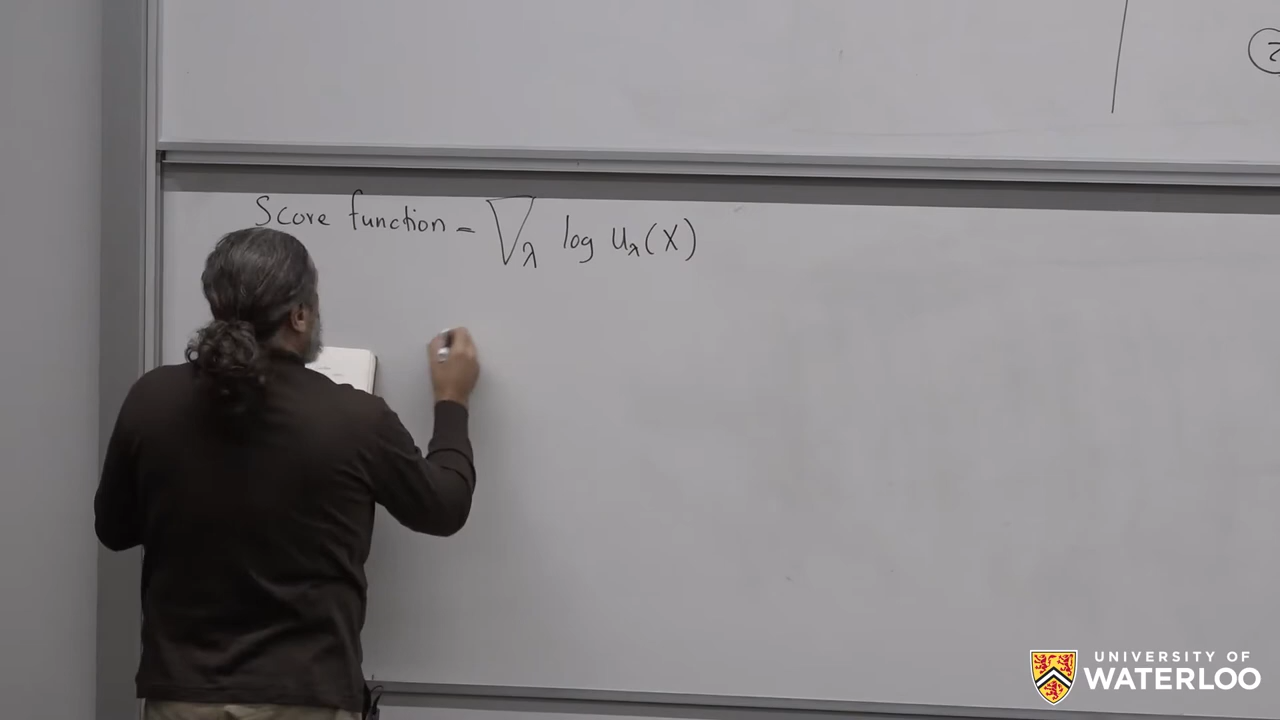 Score function = ∇λ log uλ(X)
UNIVERSITY OF
WATERLOO